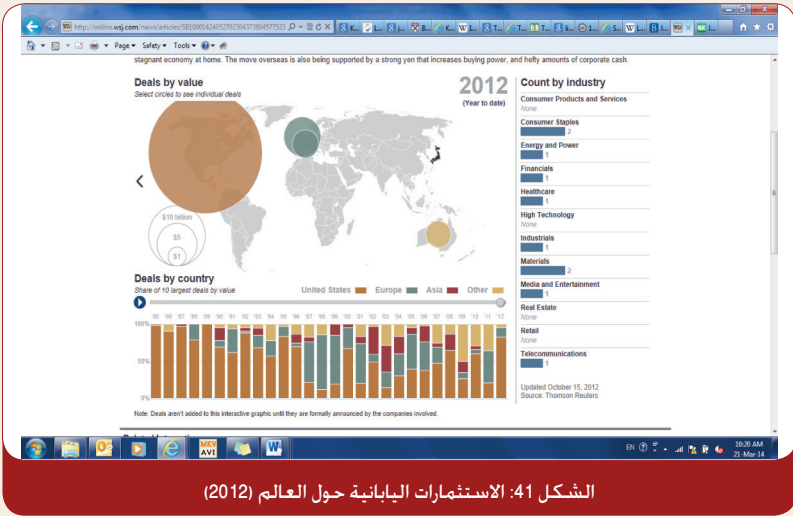 http://online.wsj.com/news/articles/SB10001424052702304373804577523
Page Safety Tools
stagnant economy at home. The move overseas is also being supported by a strong yen that increases buying power, and hefty amounts of corporate cash.
Deals by value
Select circles to see individual deals
2012
(Year to date)
$10 billion
$5
$1
Count by industry
Consumer Products and Services
None
Consumer Staples
2
Energy and Power
1
Financials
1
Healthcare
1
High Technology
None
Industrials
1
Materials
2
Media and Entertainment
1
Real Estate
None
Retail
None
Telecommunications
1
Updated October 15, 2012
Source: Thomson Reuters
Deals by country
Share of 10 largest deals by value
United States Europe Asia Other
'85 '86 '87 '88 '89 '90 '91 '92 '93 '94 '95 '96 '97 '98 '99 '00 '01 '02 '03 '04 '05 '06 '07 '08 '09 '10 '11 '12
100%
50%
0%
Note: Deals aren't added to this interactive graphic until they are formally announced by the companies involved.
MKV
AVI
EN
10:20 AM
21-Mar-14
الشكل 41: الاستثمارات اليابانية حول العالم (2012)